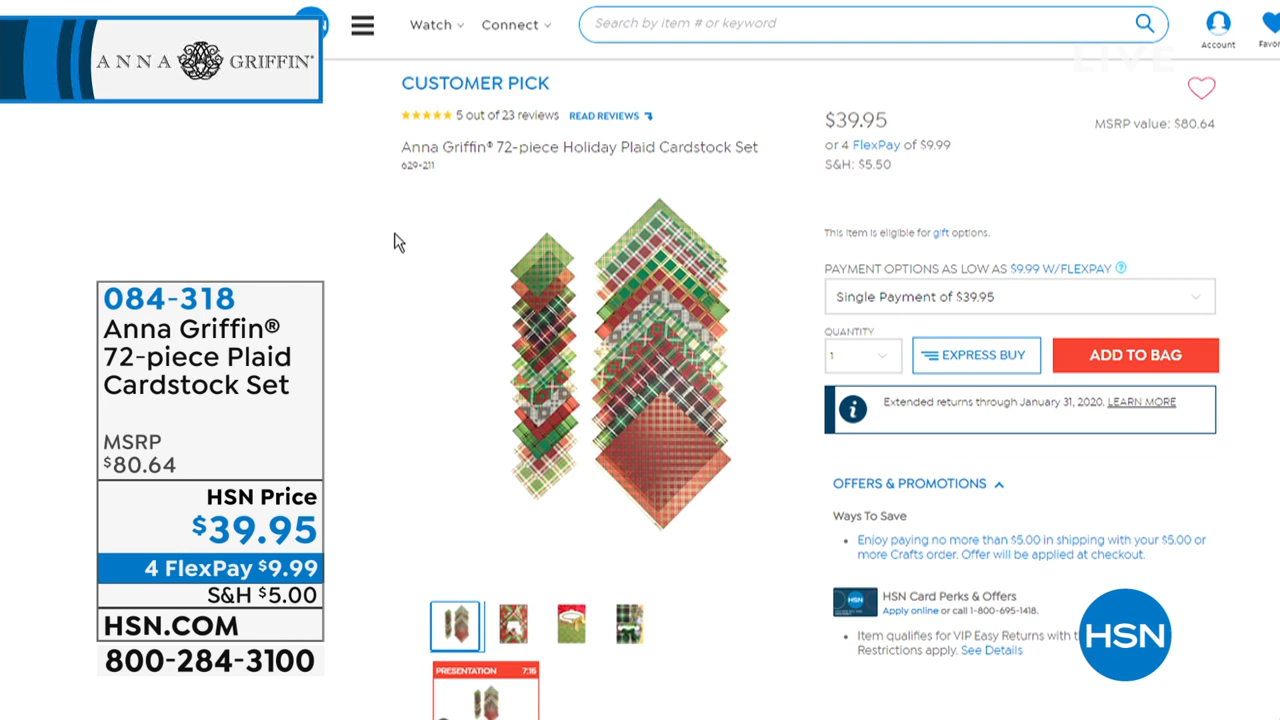 ANNA GRIFFIN®
Watch
Connect
Search by item # or keyword
Account
Favor
LIVE
CUSTOMER PICK
5 out of 23 reviews READ REVIEWS
Anna Griffin® 72-piece Holiday Plaid Cardstock Set
629-211
$39.95
MSRP value: $80.64
or 4 FlexPay of $9.99
S&H: $5.50
This item is eligible for gift options.
PAYMENT OPTIONS AS LOW AS $9.99 W/FLEXPAY ?
Single Payment of $39.95
QUANTITY
1
EXPRESS BUY
ADD TO BAG
Extended returns through January 31, 2020. LEARN MORE
OFFERS & PROMOTIONS
Ways To Save
• Enjoy paying no more than $5.00 in shipping with your $5.00 or
more Crafts order. Offer will be applied at checkout.
HSN
HSN Card Perks & Offers
Apply online or call 1-800-695-1418.
• Item qualifies for VIP Easy Returns with
Restrictions apply. See Details
HSN
PRESENTATION 7:15
084-318
Anna Griffin®
72-piece Plaid
Cardstock Set
MSRP
$80.64
HSN Price
$39.95
4 FlexPay $9.99
S&H $5.00
HSN.COM
800-284-3100